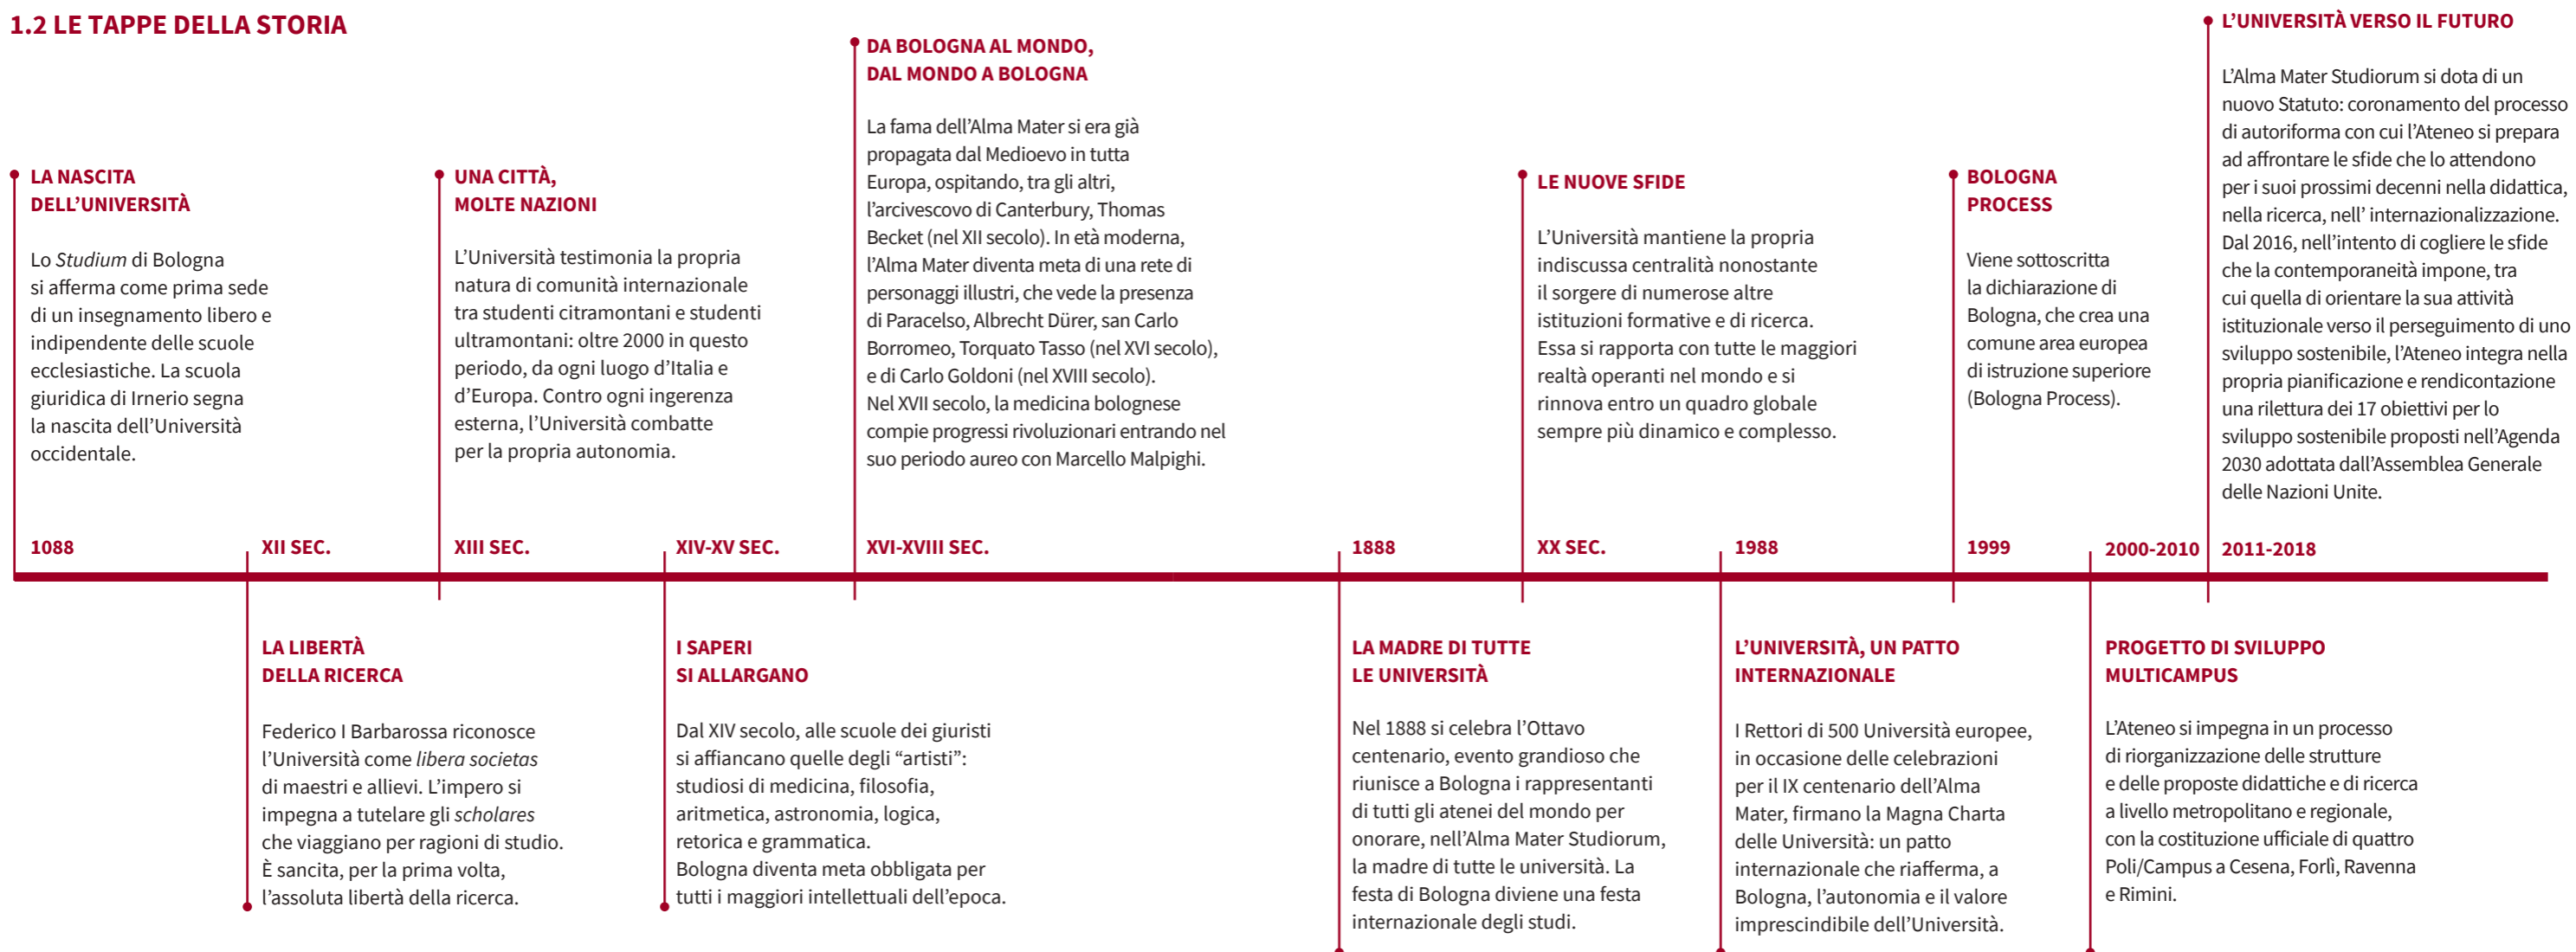 1.2 LE TAPPE DELLA STORIA
LA NASCITA
DELL’UNIVERSITÀ
Lo Studium di Bologna
si afferma come prima sede
di un insegnamento libero e
indipendente delle scuole
ecclesiastiche. La scuola
giuridica di Irnerio segna
la nascita dell’Università
occidentale.
1088
XII SEC.
LA LIBERTÀ
DELLA RICERCA
Federico I Barbarossa riconosce
l’Università come libera societas
di maestri e allievi. L’impero si
impegna a tutelare gli scholares
che viaggiano per ragioni di studio.
È sancita, per la prima volta,
l’assoluta libertà della ricerca.
UNA CITTÀ,
MOLTE NAZIONI
L’Università testimonia la propria
natura di comunità internazionale
tra studenti citramontani e studenti
ultramontani: oltre 2000 in questo
periodo, da ogni luogo d’Italia e
d’Europa. Contro ogni ingerenza
esterna, l’Università combatte
per la propria autonomia.
XIII SEC.
XIV-XV SEC.
I SAPERI
SI ALLARGANO
Dal XIV secolo, alle scuole dei giuristi
si affiancano quelle degli “artisti”:
studiosi di medicina, filosofia,
aritmetica, astronomia, logica,
retorica e grammatica.
Bologna diventa meta obbligata per
tutti i maggiori intellettuali dell’epoca.
DA BOLOGNA AL MONDO,
DAL MONDO A BOLOGNA
La fama dell’Alma Mater si era già
propagata dal Medioevo in tutta
Europa, ospitando, tra gli altri,
l’arcivescovo di Canterbury, Thomas
Becket (nel XII secolo). In età moderna,
l’Alma Mater diventa meta di una rete di
personaggi illustri, che vede la presenza
di Paracelso, Albrecht Dürer, san Carlo
Borromeo, Torquato Tasso (nel XVI secolo),
e di Carlo Goldoni (nel XVIII secolo).
Nel XVII secolo, la medicina bolognese
compie progressi rivoluzionari entrando nel
suo periodo aureo con Marcello Malpighi.
XVI-XVIII SEC.
1888
LA MADRE DI TUTTE
LE UNIVERSITÀ
Nel 1888 si celebra l’Ottavo
centenario, evento grandioso che
riunisce a Bologna i rappresentanti
di tutti gli atenei del mondo per
onorare, nell’Alma Mater Studiorum,
la madre di tutte le università. La
festa di Bologna diviene una festa
internazionale degli studi.
LE NUOVE SFIDE
L’Università mantiene la propria
indiscussa centralità nonostante
il sorgere di numerose altre
istituzioni formative e di ricerca.
Essa si rapporta con tutte le maggiori
realtà operanti nel mondo e si
rinnova entro un quadro globale
sempre più dinamico e complesso.
XX SEC.
1988
L’UNIVERSITÀ, UN PATTO
INTERNAZIONALE
I Rettori di 500 Università europee,
in occasione delle celebrazioni
per il IX centenario dell’Alma
Mater, firmano la Magna Charta
delle Università: un patto
internazionale che riafferma, a
Bologna, l’autonomia e il valore
imprescindibile dell’Università.
BOLOGNA
PROCESS
Viene sottoscritta
la dichiarazione di
Bologna, che crea una
comune area europea
di istruzione superiore
(Bologna Process).
1999
2000-2010
PROGETTO DI SVILUPPO
MULTICAMPUS
L’Ateneo si impegna in un processo
di riorganizzazione delle strutture
e delle proposte didattiche e di ricerca
a livello metropolitano e regionale,
con la costituzione ufficiale di quattro
Poli/Campus a Cesena, Forlì, Ravenna
e Rimini.
L’UNIVERSITÀ VERSO IL FUTURO
L’Alma Mater Studiorum si dota di un
nuovo Statuto: coronamento del processo
di autoriforma con cui l’Ateneo si prepara
ad affrontare le sfide che lo attendono
per i suoi prossimi decenni nella didattica,
nella ricerca, nell’ internazionalizzazione.
Dal 2016, nell’intento di cogliere le sfide
che la contemporaneità impone, tra
cui quella di orientare la sua attività
istituzionale verso il perseguimento di uno
sviluppo sostenibile, l’Ateneo integra nella
propria pianificazione e rendicontazione
una rilettura dei 17 obiettivi per lo
sviluppo sostenibile proposti nell’Agenda
2030 adottata dall’Assemblea Generale
delle Nazioni Unite.
2011-2018